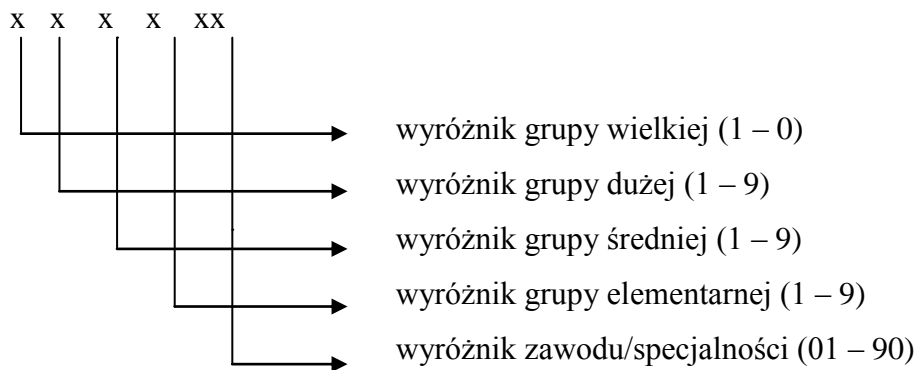 x x x x xx
wyróżnik grupy wielkiej (1 – 0)
wyróżnik grupy dużej (1 – 9)
wyróżnik grupy średniej (1 – 9)
wyróżnik grupy elementarnej (1 – 9)
wyróżnik zawodu/specjalności (01 – 90)